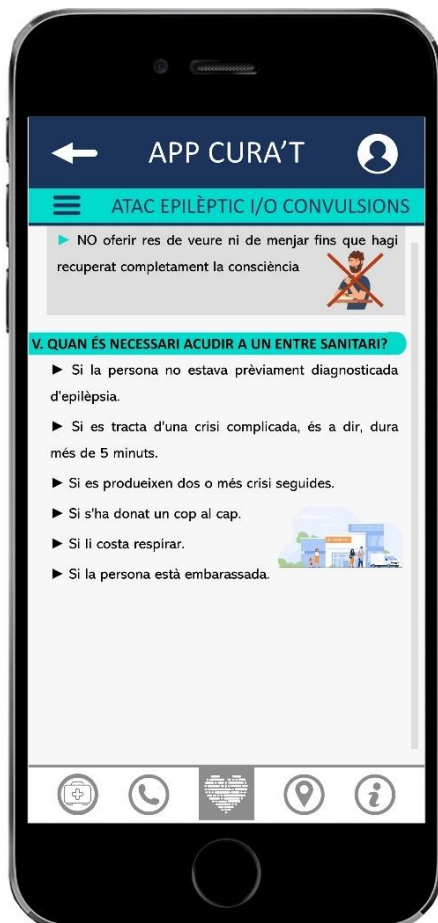 APP CURA'T
ATAC EPILÈPTIC I/O CONVULSIONS
► NO oferir res de veure ni de menjar fins que hagi
recuperat completament la consciència
V. QUAN ÉS NECESSARI ACUDIR A UN ENTRE SANITARI?
► Si la persona no estava prèviament diagnosticada
d'epilèpsia.
► Si es tracta d'una crisi complicada, és a dir, dura
més de 5 minuts.
► Si es produeixen dos o més crisi seguides.
► Si s'ha donat un cop al cap.
► Si li costa respirar.
► Si la persona està embarassada.